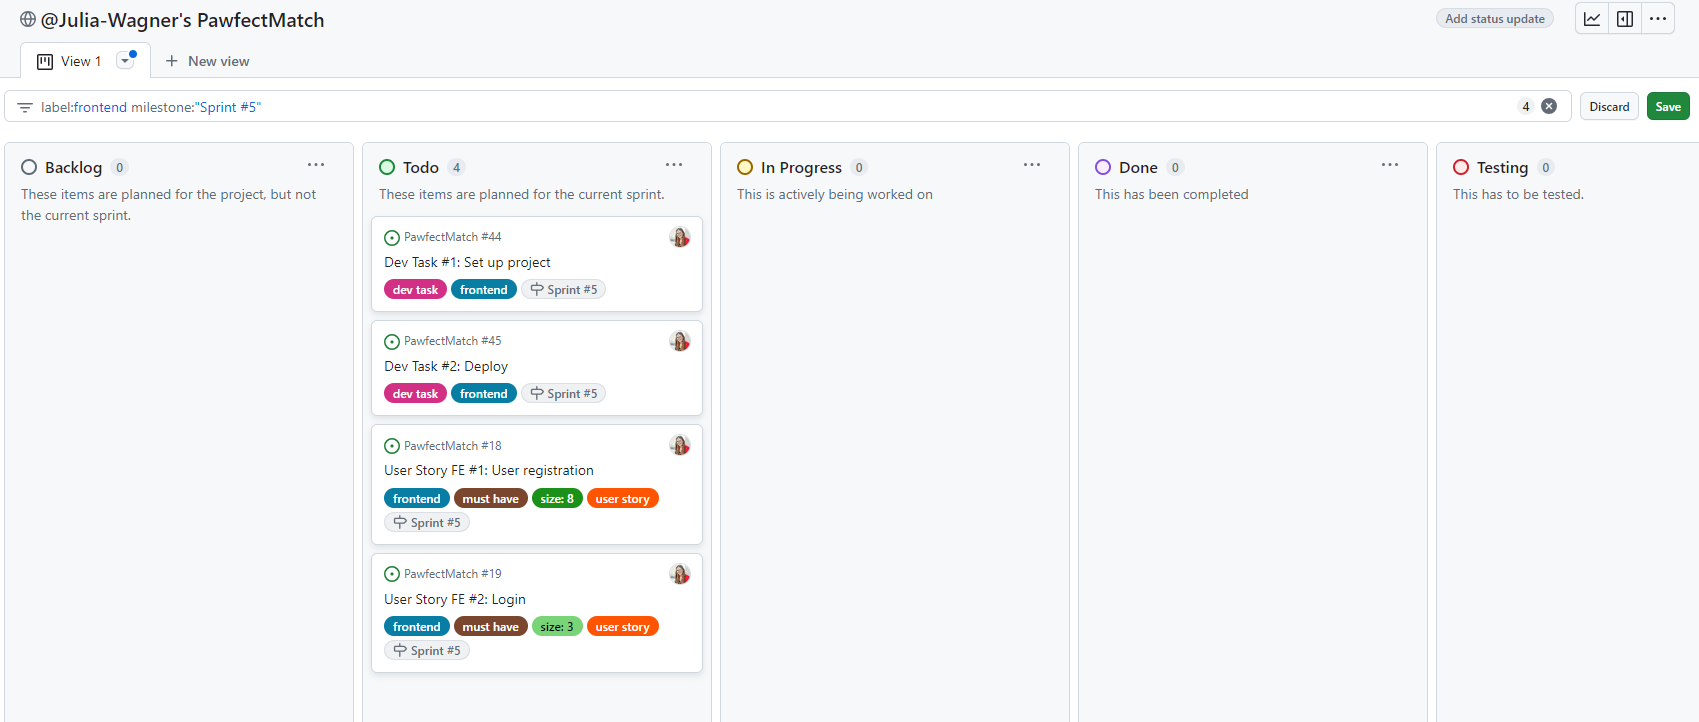 @Julia-Wagner's PawfectMatch
Add status update
View 1
New view
label:frontend milestone:"Sprint #5"
4
Discard
Save
Backlog 0
These items are planned for the project, but not
the current sprint.
Todo 4
These items are planned for the current sprint.
PawfectMatch #44
Dev Task #1: Set up project
dev task frontend Sprint #5
PawfectMatch #45
Dev Task #2: Deploy
dev task frontend Sprint #5
PawfectMatch #18
User Story FE #1: User registration
frontend must have size: 8 user story
Sprint #5
PawfectMatch #19
User Story FE #2: Login
frontend must have size: 3 user story
Sprint #5
In Progress 0
This is actively being worked on
Done 0
This has been completed
Testing 0
This has to be tested.